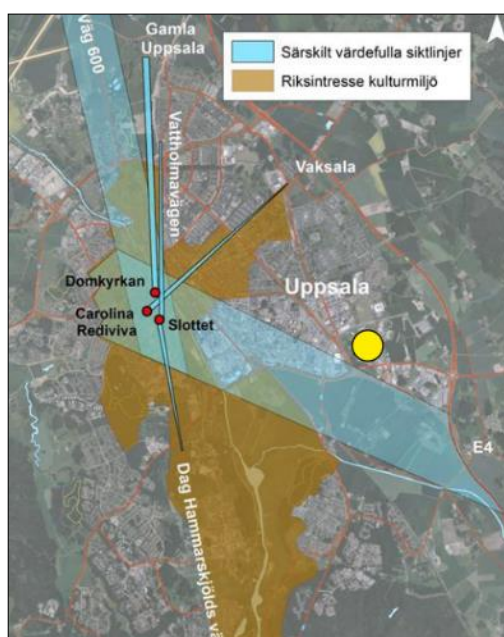 Gamla
Uppsala
Väg 600
Särskilt värdefulla siktlinjer
Riksintresse kulturmiljö
Vattholmavägen
Vaksala
Domkyrkan
Uppsala
Carolina
Rediviva
Slottet
E4
Dag Hammarskjölds vä